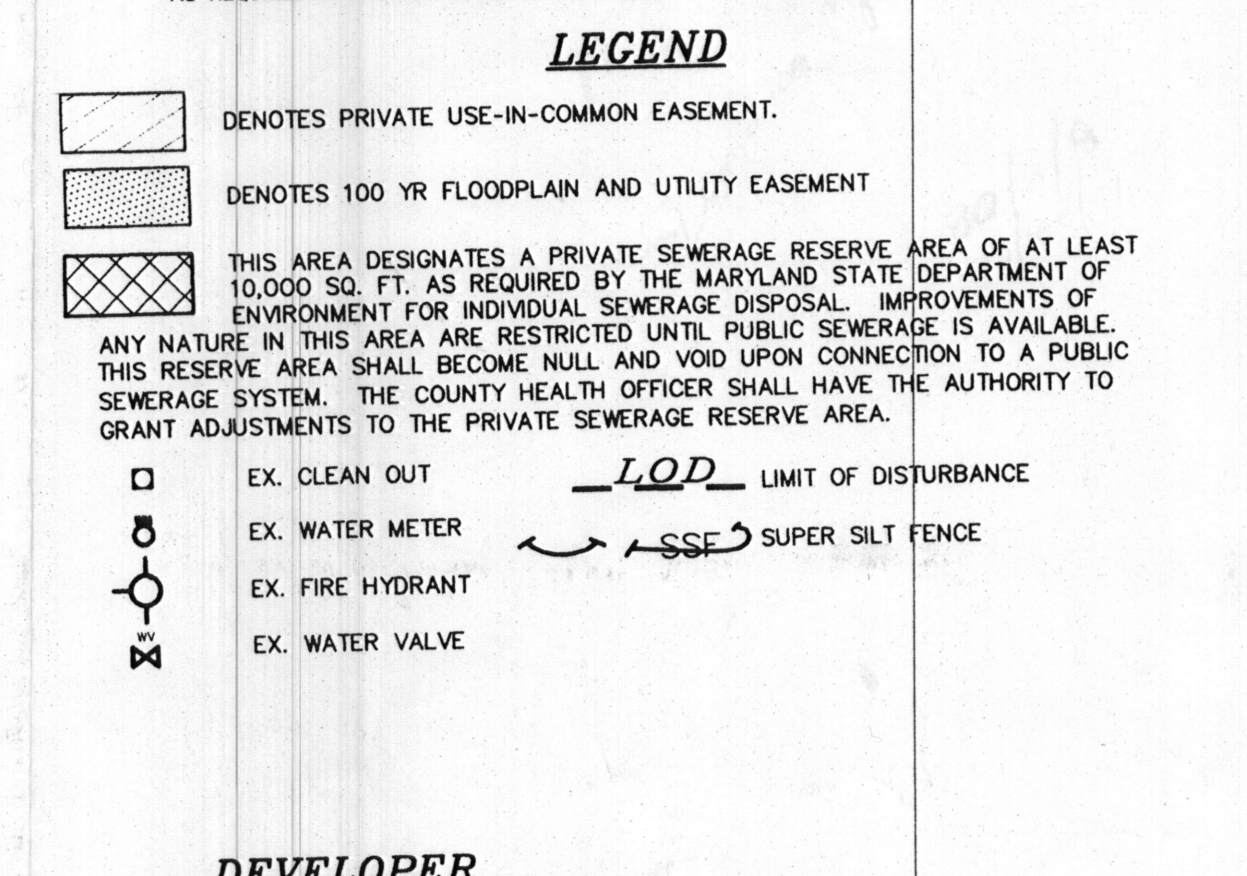 LEGEND
DENOTES PRIVATE USE-IN-COMMON EASEMENT.
DENOTES 100 YR FLOODPLAIN AND UTILITY EASEMENT
THIS AREA DESIGNATES A PRIVATE SEWERAGE RESERVE AREA OF AT LEAST
10,000 SQ. FT. AS REQUIRED BY THE MARYLAND STATE DEPARTMENT OF
ENVIRONMENT FOR INDIVIDUAL SEWERAGE DISPOSAL. IMPROVEMENTS OF
ANY NATURE IN THIS AREA ARE RESTRICTED UNTIL PUBLIC SEWERAGE IS AVAILABLE.
THIS RESERVE AREA SHALL BECOME NULL AND VOID UPON CONNECTION TO A PUBLIC
SEWERAGE SYSTEM. THE COUNTY HEALTH OFFICER SHALL HAVE THE AUTHORITY TO
GRANT ADJUSTMENTS TO THE PRIVATE SEWERAGE RESERVE AREA.
EX. CLEAN OUT
LOD LIMIT OF DISTURBANCE
EX. WATER METER
SSF SUPER SILT FENCE
EX. FIRE HYDRANT
WV
EX. WATER VALVE
DEVELOPER